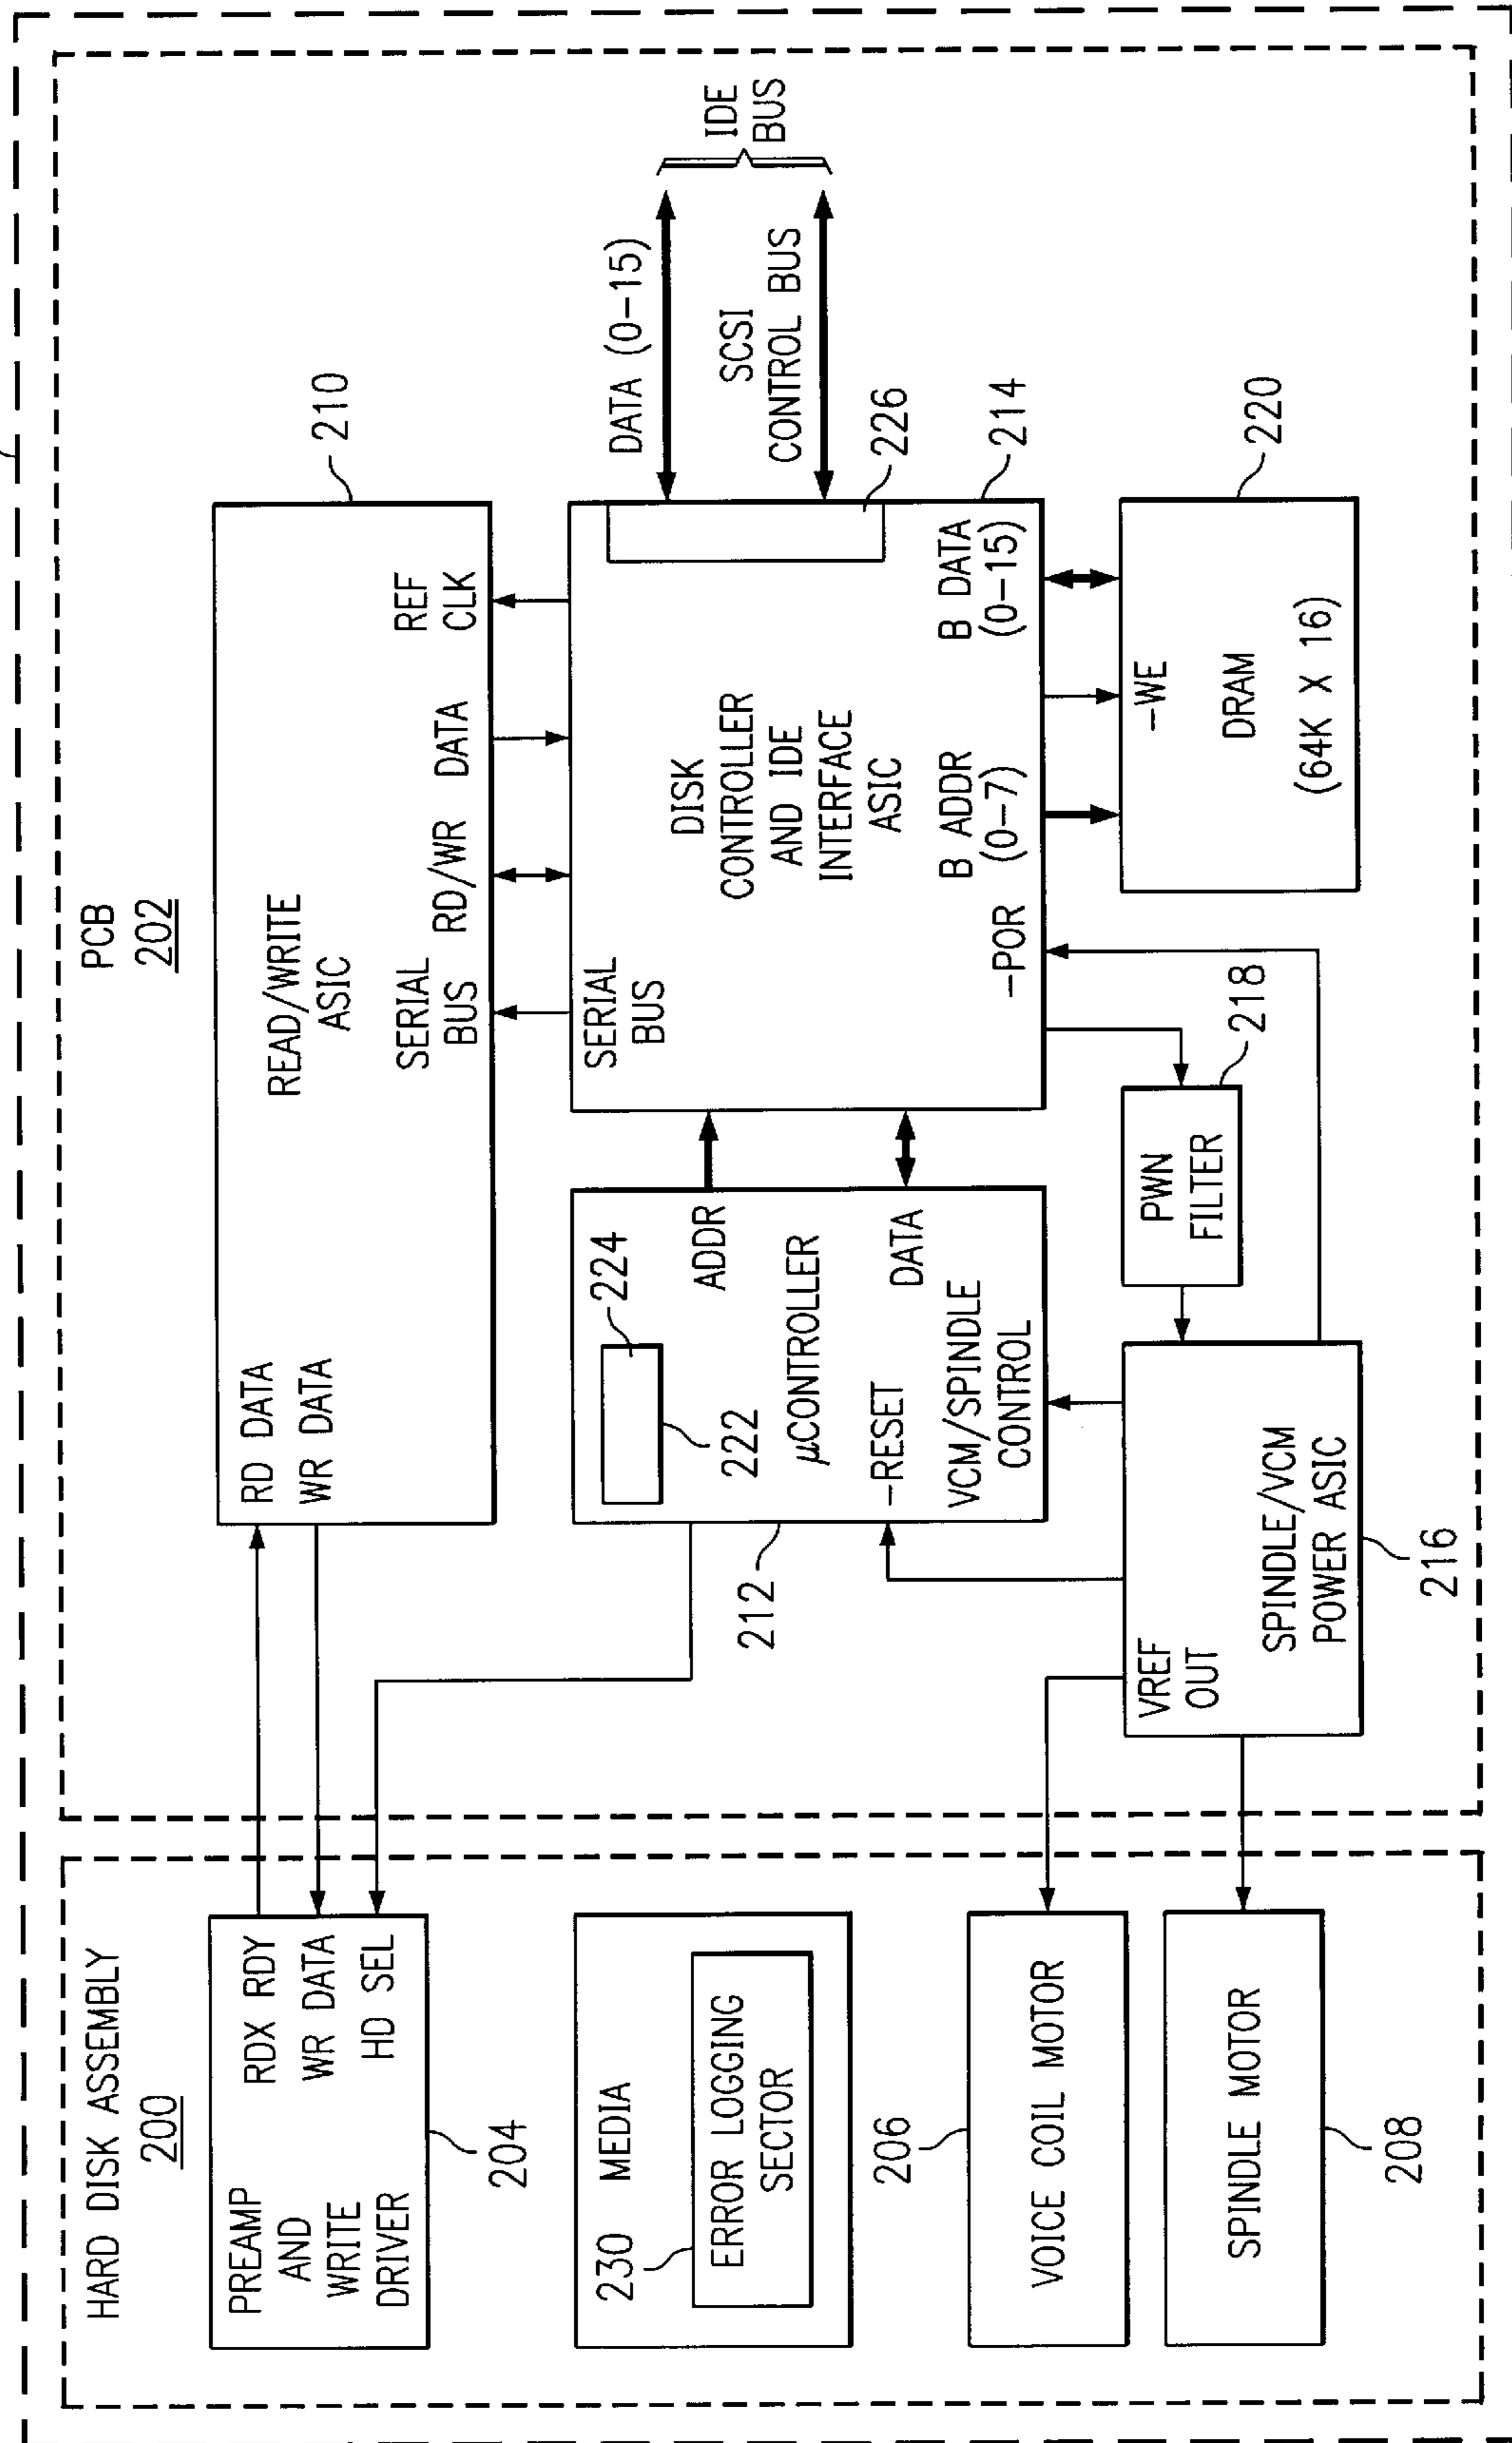 HARD DISK ASSEMBLY
200
PREAMP
AND
WRITE
DRIVER
RDX RDY
WR DATA
HD SEL
204
MEDIA
230
ERROR LOGGING
SECTOR
206
VOICE COIL MOTOR
SPINDLE MOTOR
208
PCB
202
210
RD DATA
WR DATA
READ/WRITE
ASIC
SERIAL
BUS
RD/WR DATA
REF
CLK
212
222
224
ADDR
µCONTROLLER
-RESET
DATA
VCM/SPINDLE
CONTROL
SERIAL
BUS
DISK
CONTROLLER
AND IDE
INTERFACE
ASIC
-POR
B ADDR
(0-7)
B DATA
(0-15)
226
214
DATA (0-15)
SCSI
CONTROL BUS
IDE
BUS
VREF
OUT
SPINDLE/VCM
POWER ASIC
216
PWN
FILTER
218
-WE
DRAM
(64K X 16)
220